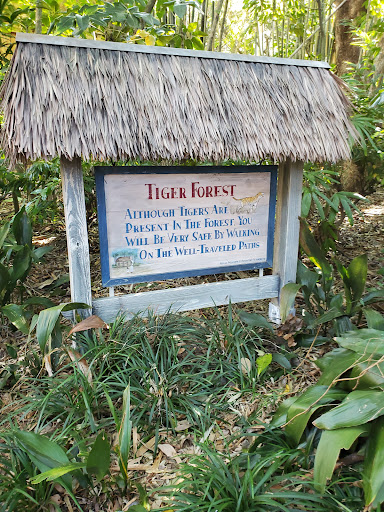 TIGER FOREST
ALTHOUGH TIGERS ARE
PRESENT IN THE FOREST YOU
WILL BE VERY SAFE BY WALKING
ON THE WELL-TRAVELED PATHS